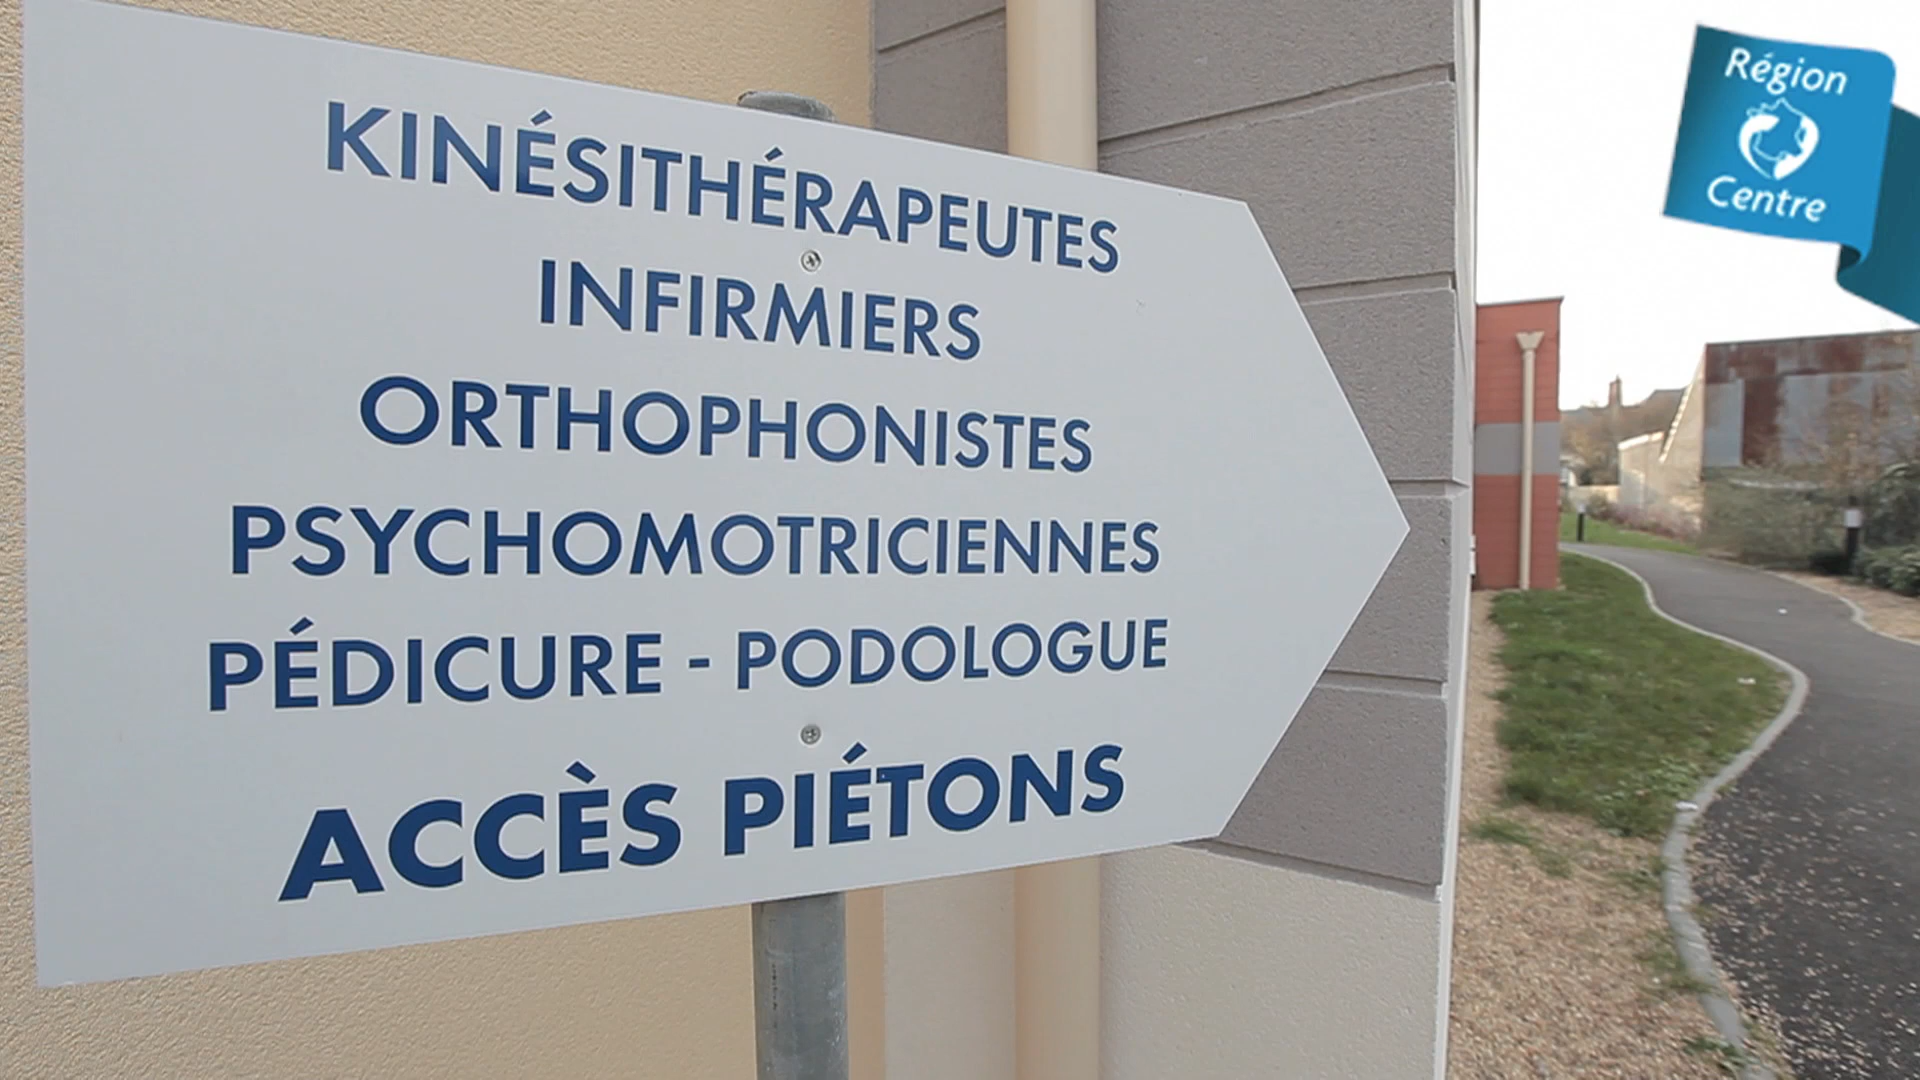 KINÉSITHÉRAPEUTES
INFIRMIERS
ORTHOPHONISTES
PSYCHOMOTRICIENNES
PÉDICURE - PODOLOGUE
ACCÈS PIÉTONS
Région
Centre